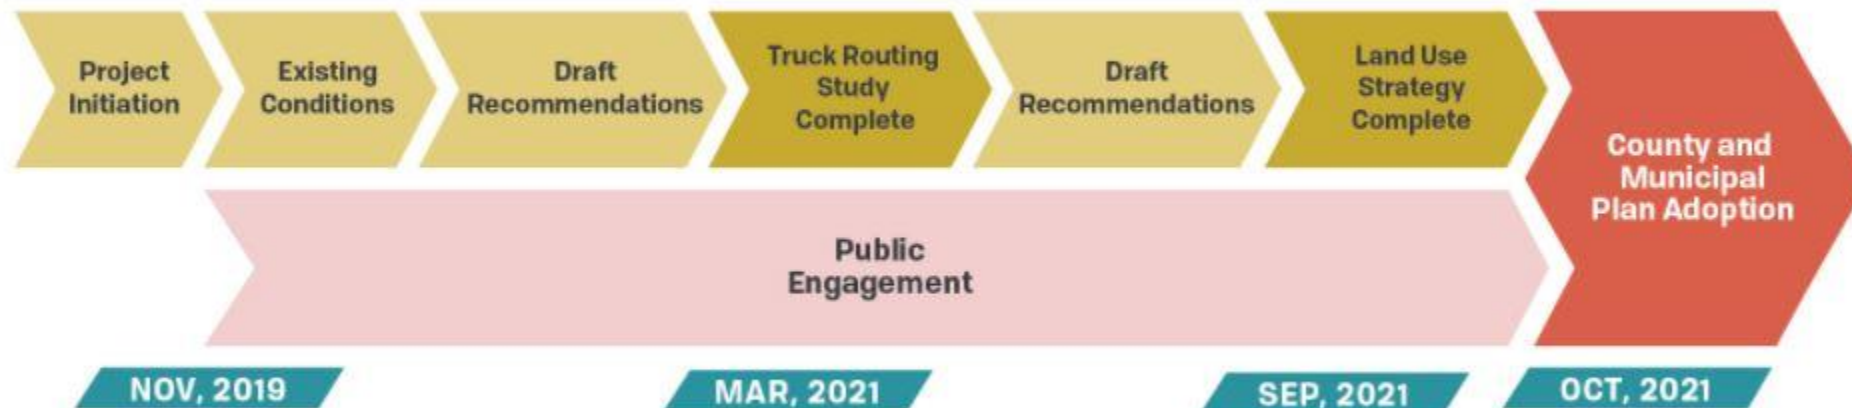 Project
Initiation
Existing
Conditions
Draft
Recommendations
Truck Routing
Study
Complete
Draft
Recommendations
Land Use
Strategy
Complete
County and
Municipal
Plan Adoption
Public
Engagement
NOV, 2019
MAR, 2021
SEP, 2021
OCT, 2021